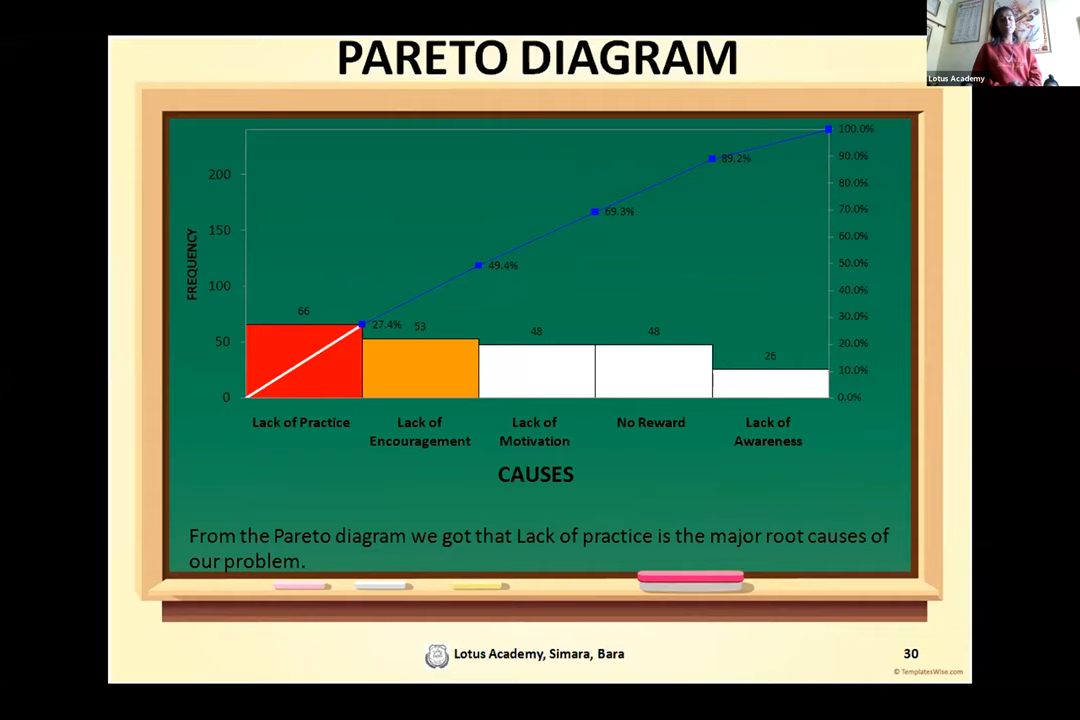 PARETO DIAGRAM
Lotus Academy
FREQUENCY
200
150
100
50
0
66
53
48
48
26
27.4%
49.4%
69.3%
89.2%
100.0%
90.0%
80.0%
70.0%
60.0%
50.0%
40.0%
30.0%
20.0%
10.0%
0.0%
Lack of Practice
Lack of
Encouragement
Lack of
Motivation
No Reward
Lack of
Awareness
CAUSES
From the Pareto diagram we got that Lack of practice is the major root causes of
our problem.
Lotus Academy, Simara, Bara
30
© TemplatesWise.com